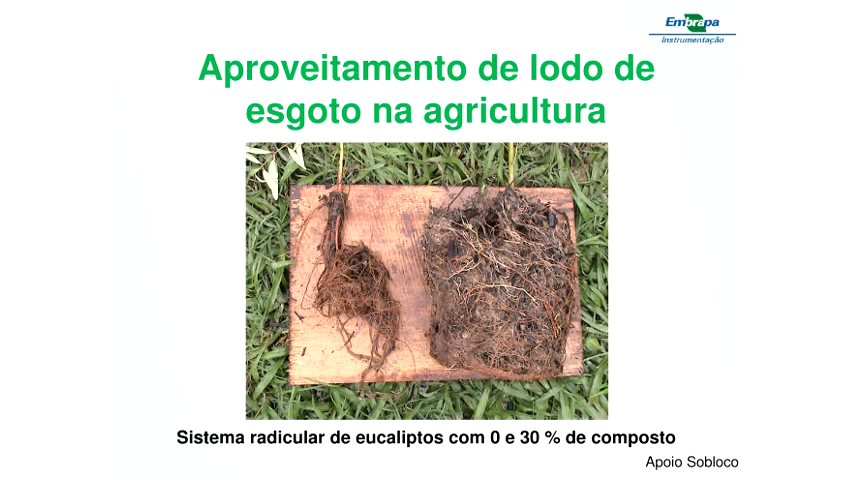 Embrapa
Instrumentação
Aproveitamento de lodo de
esgoto na agricultura
Sistema radicular de eucaliptos com 0 e 30 % de composto
Apoio Sobloco